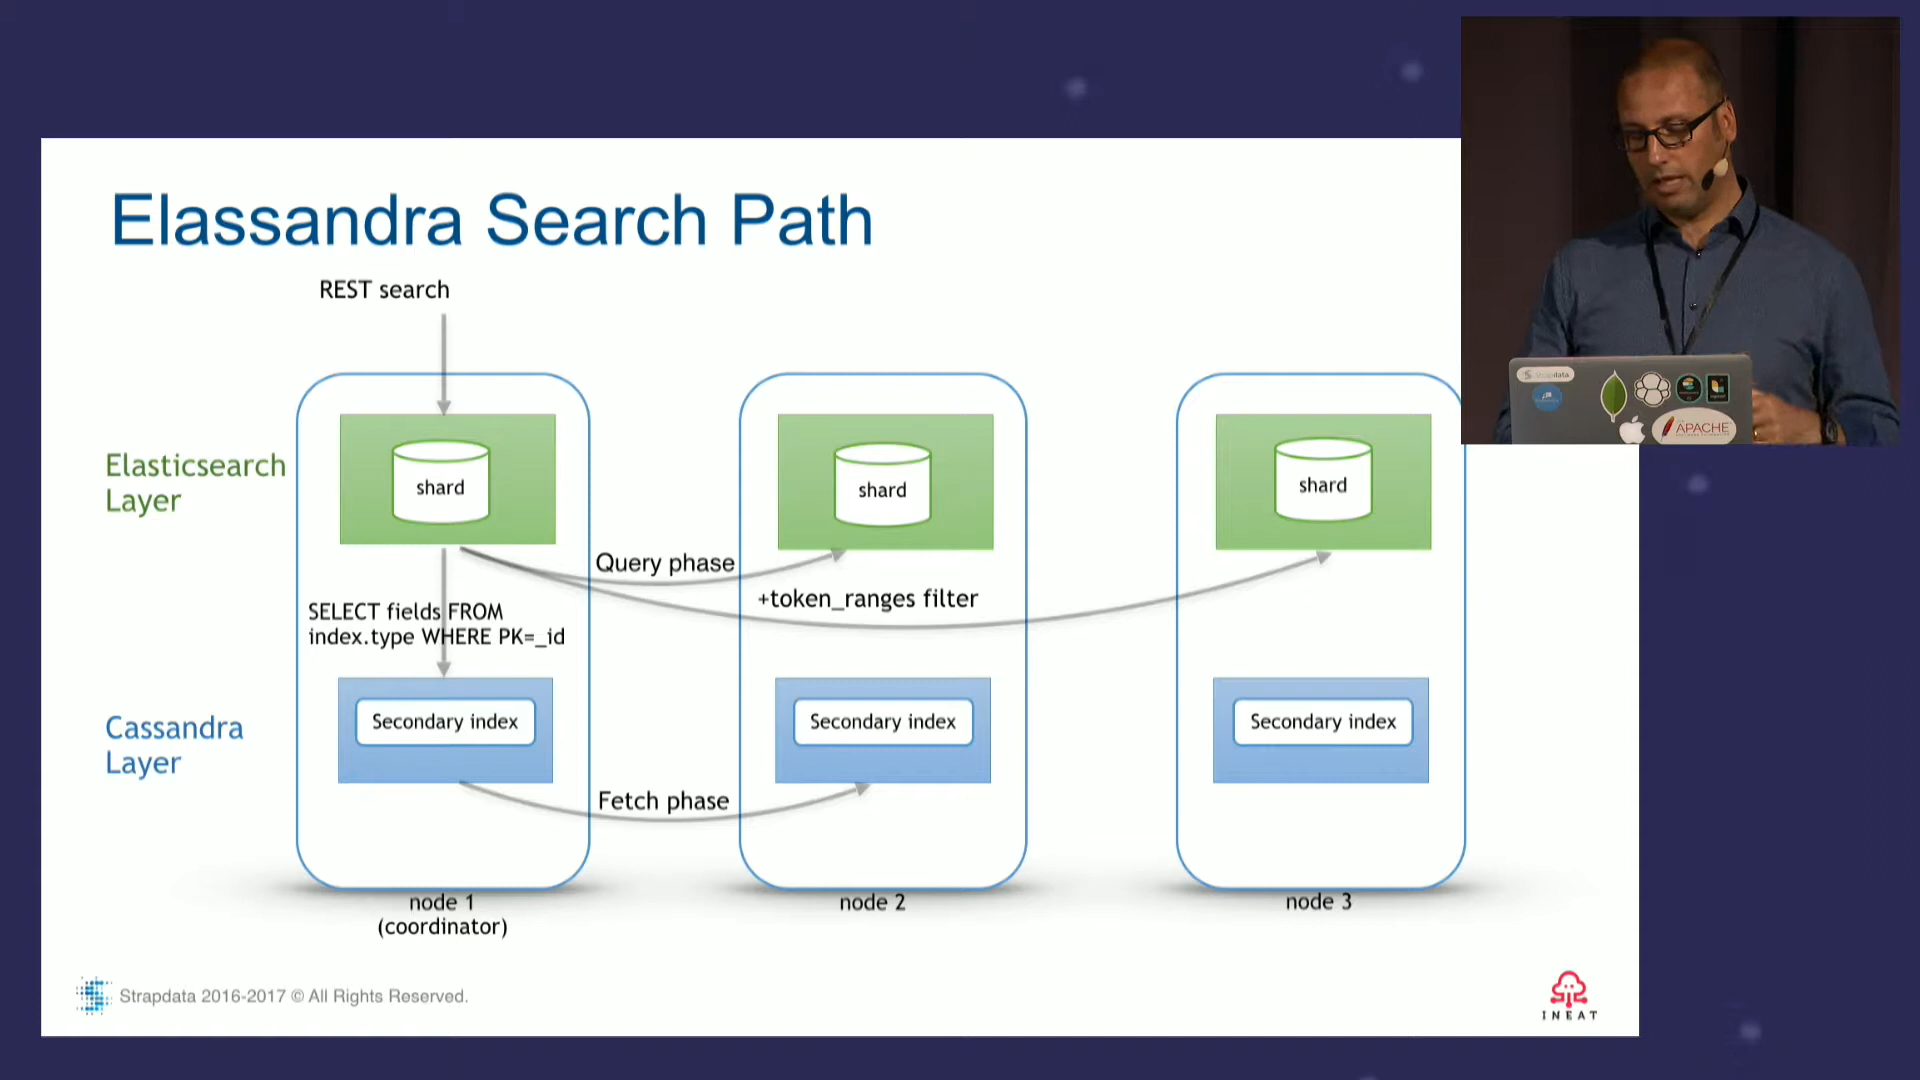 Elassandra Search Path
REST search
Elasticsearch
Layer
shard
shard
shard
Query phase
+token_ranges filter
SELECT fields FROM
index.type WHERE PK=_id
Cassandra
Layer
Secondary index
Secondary index
Secondary index
Fetch phase
node 1
(coordinator)
node 2
node 3
Strapdata 2016-2017 © All Rights Reserved.
INEAT
APACHE